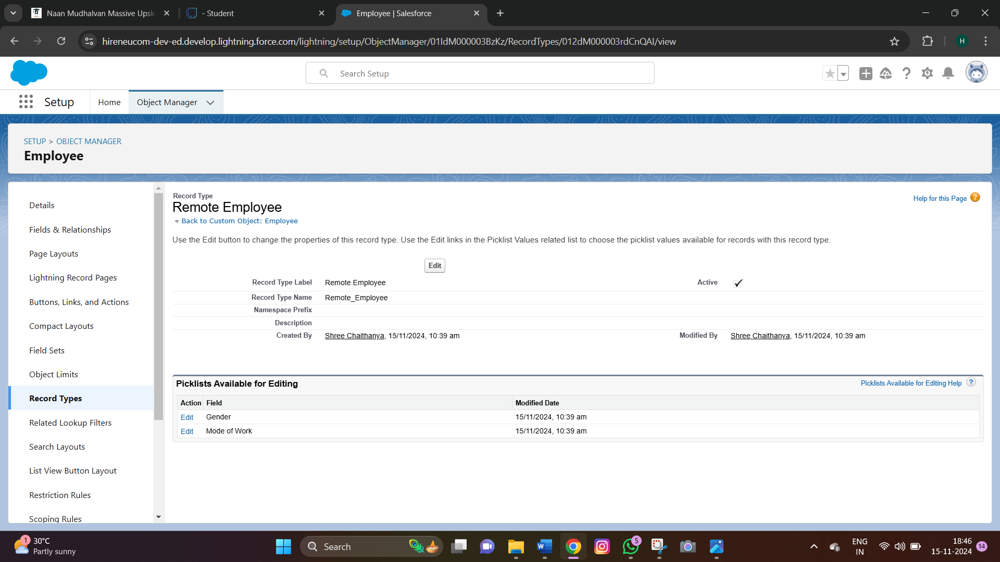 Naan Mudhalvan Massive Upsk
- Student
Employee | Salesforce
hireneucom-dev-ed.develop.lightning.force.com/lightning/setup/ObjectManager/01IdM000003BzKz/RecordTypes/012dM000003rdCnQAI/view
H
Search Setup
Setup
Home
Object Manager
SETUP > OBJECT MANAGER
Employee
Details
Fields & Relationships
Page Layouts
Lightning Record Pages
Buttons, Links, and Actions
Compact Layouts
Field Sets
Object Limits
Record Types
Related Lookup Filters
Search Layouts
List View Button Layout
Restriction Rules
Scoping Rules
Record Type
Remote Employee
« Back to Custom Object: Employee
Help for this Page ?
Use the Edit button to change the properties of this record type. Use the Edit links in the Picklist Values related list to choose the picklist values available for records with this record type.
Edit
Record Type Label Remote Employee Active ✓
Record Type Name Remote_Employee
Namespace Prefix
Description
Created By Shree Chaithanya, 15/11/2024, 10:39 am Modified By Shree Chaithanya, 15/11/2024, 10:39 am
Picklists Available for Editing
Picklists Available for Editing Help ?
Action Field Modified Date
Edit Gender 15/11/2024, 10:39 am
Edit Mode of Work 15/11/2024, 10:39 am
1
30°C
Partly sunny
Search
5
ENG
IN
18:46
15-11-2024
14